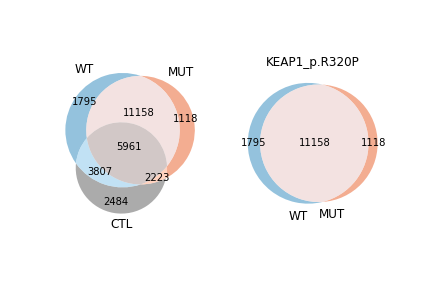 WT
MUT
1795
11158
1118
5961
3807
2223
2484
CTL
KEAP1_p.R320P
1795
11158
1118
WT
MUT